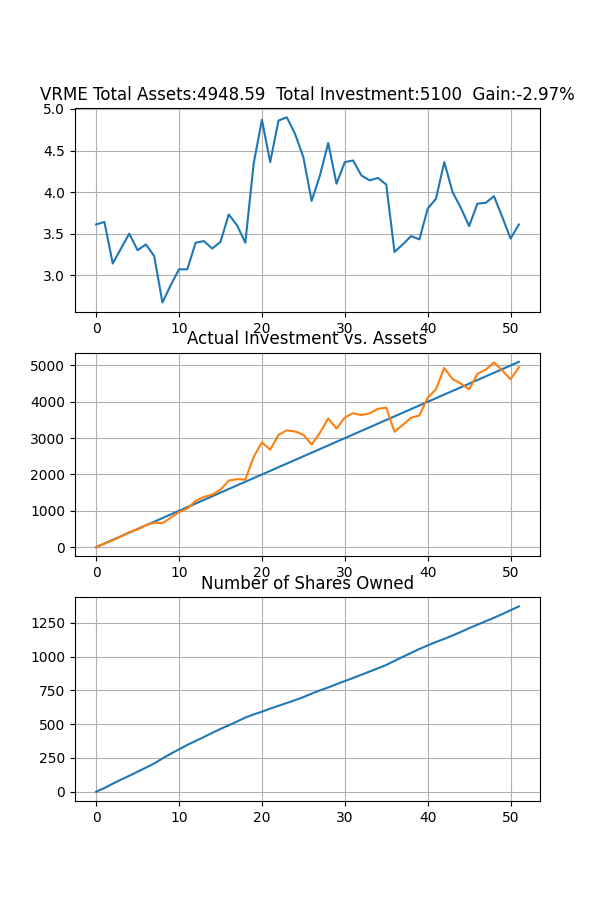 VRME Total Assets:4948.59  Total Investment:5100  Gain:-2.97%
5.0
4.5
4.0
3.5
3.0
0 10 20 30 40 50
Actual Investment vs. Assets
5000
4000
3000
2000
1000
0
0 10 20 30 40 50
Number of Shares Owned
1250
1000
750
500
250
0
0 10 20 30 40 50